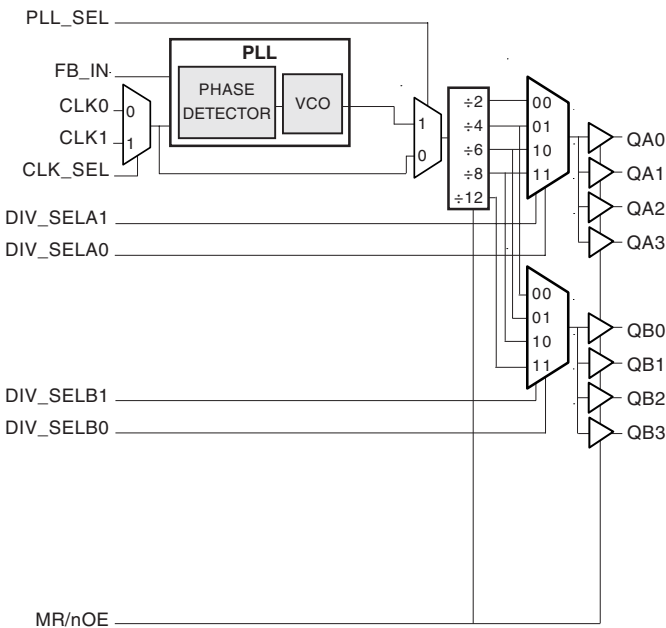 PLL_SEL
PLL
FB_IN
PHASE
DETECTOR
VCO
CLK0
0
CLK1
1
CLK_SEL
1
0
÷2
÷4
÷6
÷8
÷12
00
01
10
11
QA0
QA1
QA2
QA3
DIV_SELA1
DIV_SELA0
00
01
10
11
QB0
QB1
QB2
QB3
DIV_SELB1
DIV_SELB0
MR/nOE